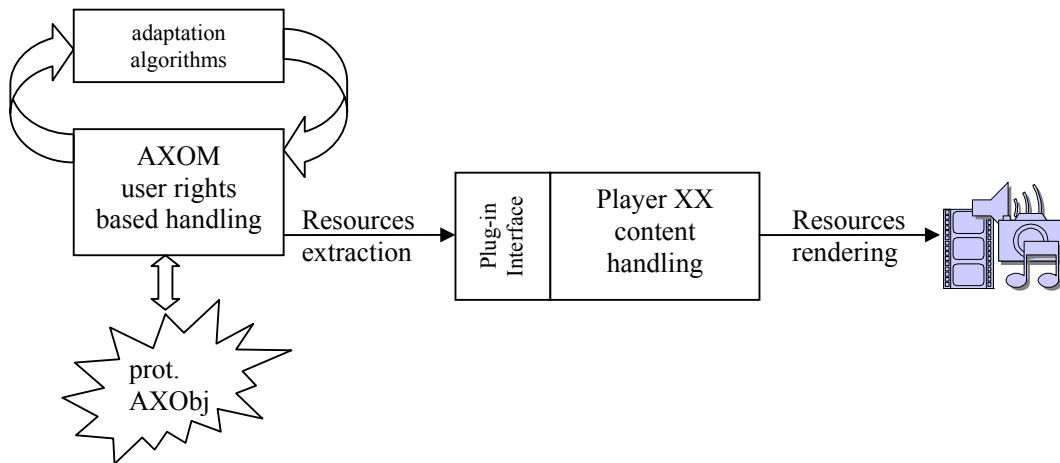 adaptation
algorithms
AXOM
user rights
based handling
Resources
extraction
Plug-in
Interface
Player XX
content
handling
Resources
rendering
prot.
AXObj